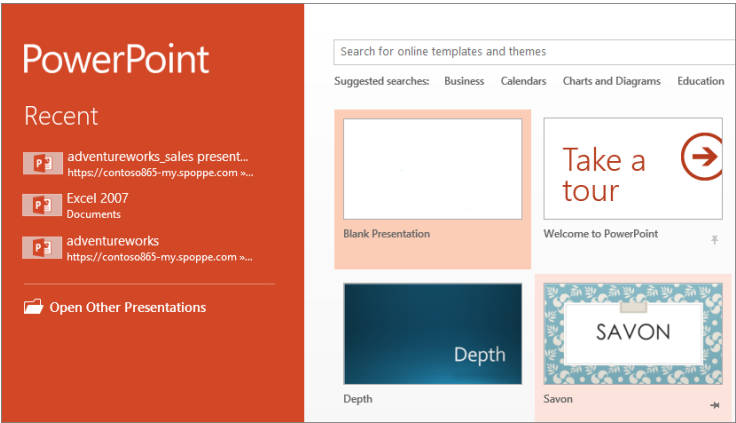 PowerPoint
Recent
adventureworks_sales present...
https://contoso865-my.spoppe.com »...
Excel 2007
Documents
adventureworks
https://contoso865-my.spoppe.com »...
Open Other Presentations
Search for online templates and themes
Suggested searches: Business Calendars Charts and Diagrams Education
Take a
tour
Blank Presentation
Welcome to PowerPoint
Depth
SAVON
Depth
Savon